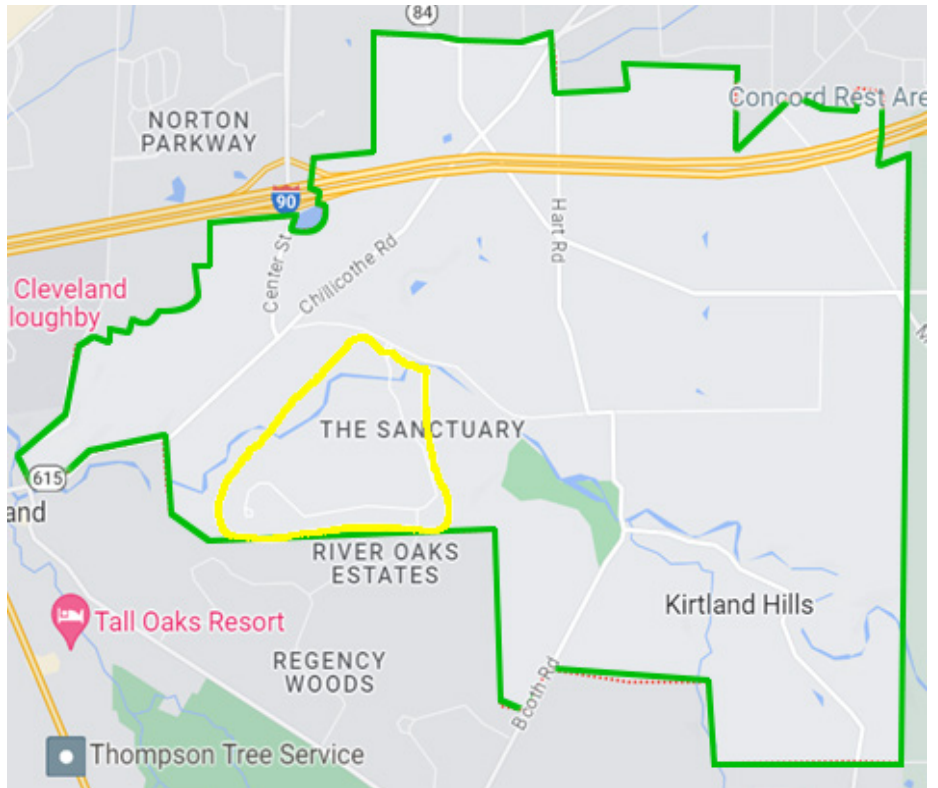 84
NORTON
PARKWAY
Concord Rest Are
90
Center St
Chillicothe Rd
Hart Rd
Cleveland
loughby
THE SANCTUARY
615
and
RIVER OAKS
ESTATES
Kirtland Hills
Tall Oaks Resort
REGENCY
WOODS
Booth Rd
Thompson Tree Service